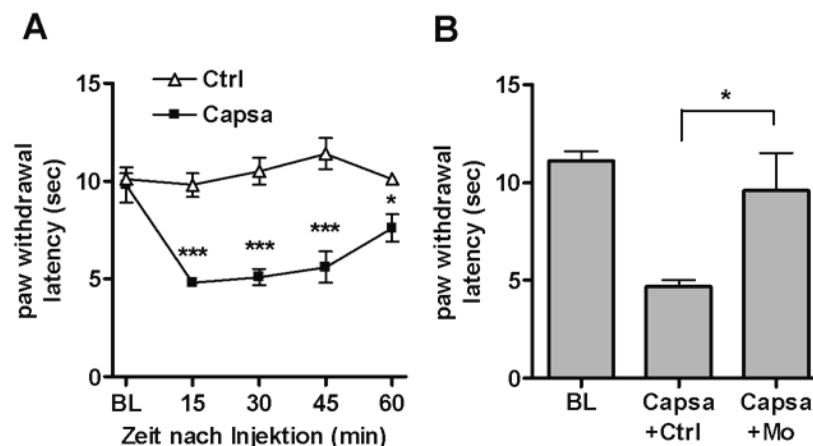 A
Ctrl
Capsa
paw withdrawal
latency (sec)
15
10
5
0
***
***
***
*
BL 15 30 45 60
Zeit nach Injektion (min)
B
paw withdrawal
latency (sec)
15
10
5
0
*
BL Capsa Capsa
+Ctrl +Mo